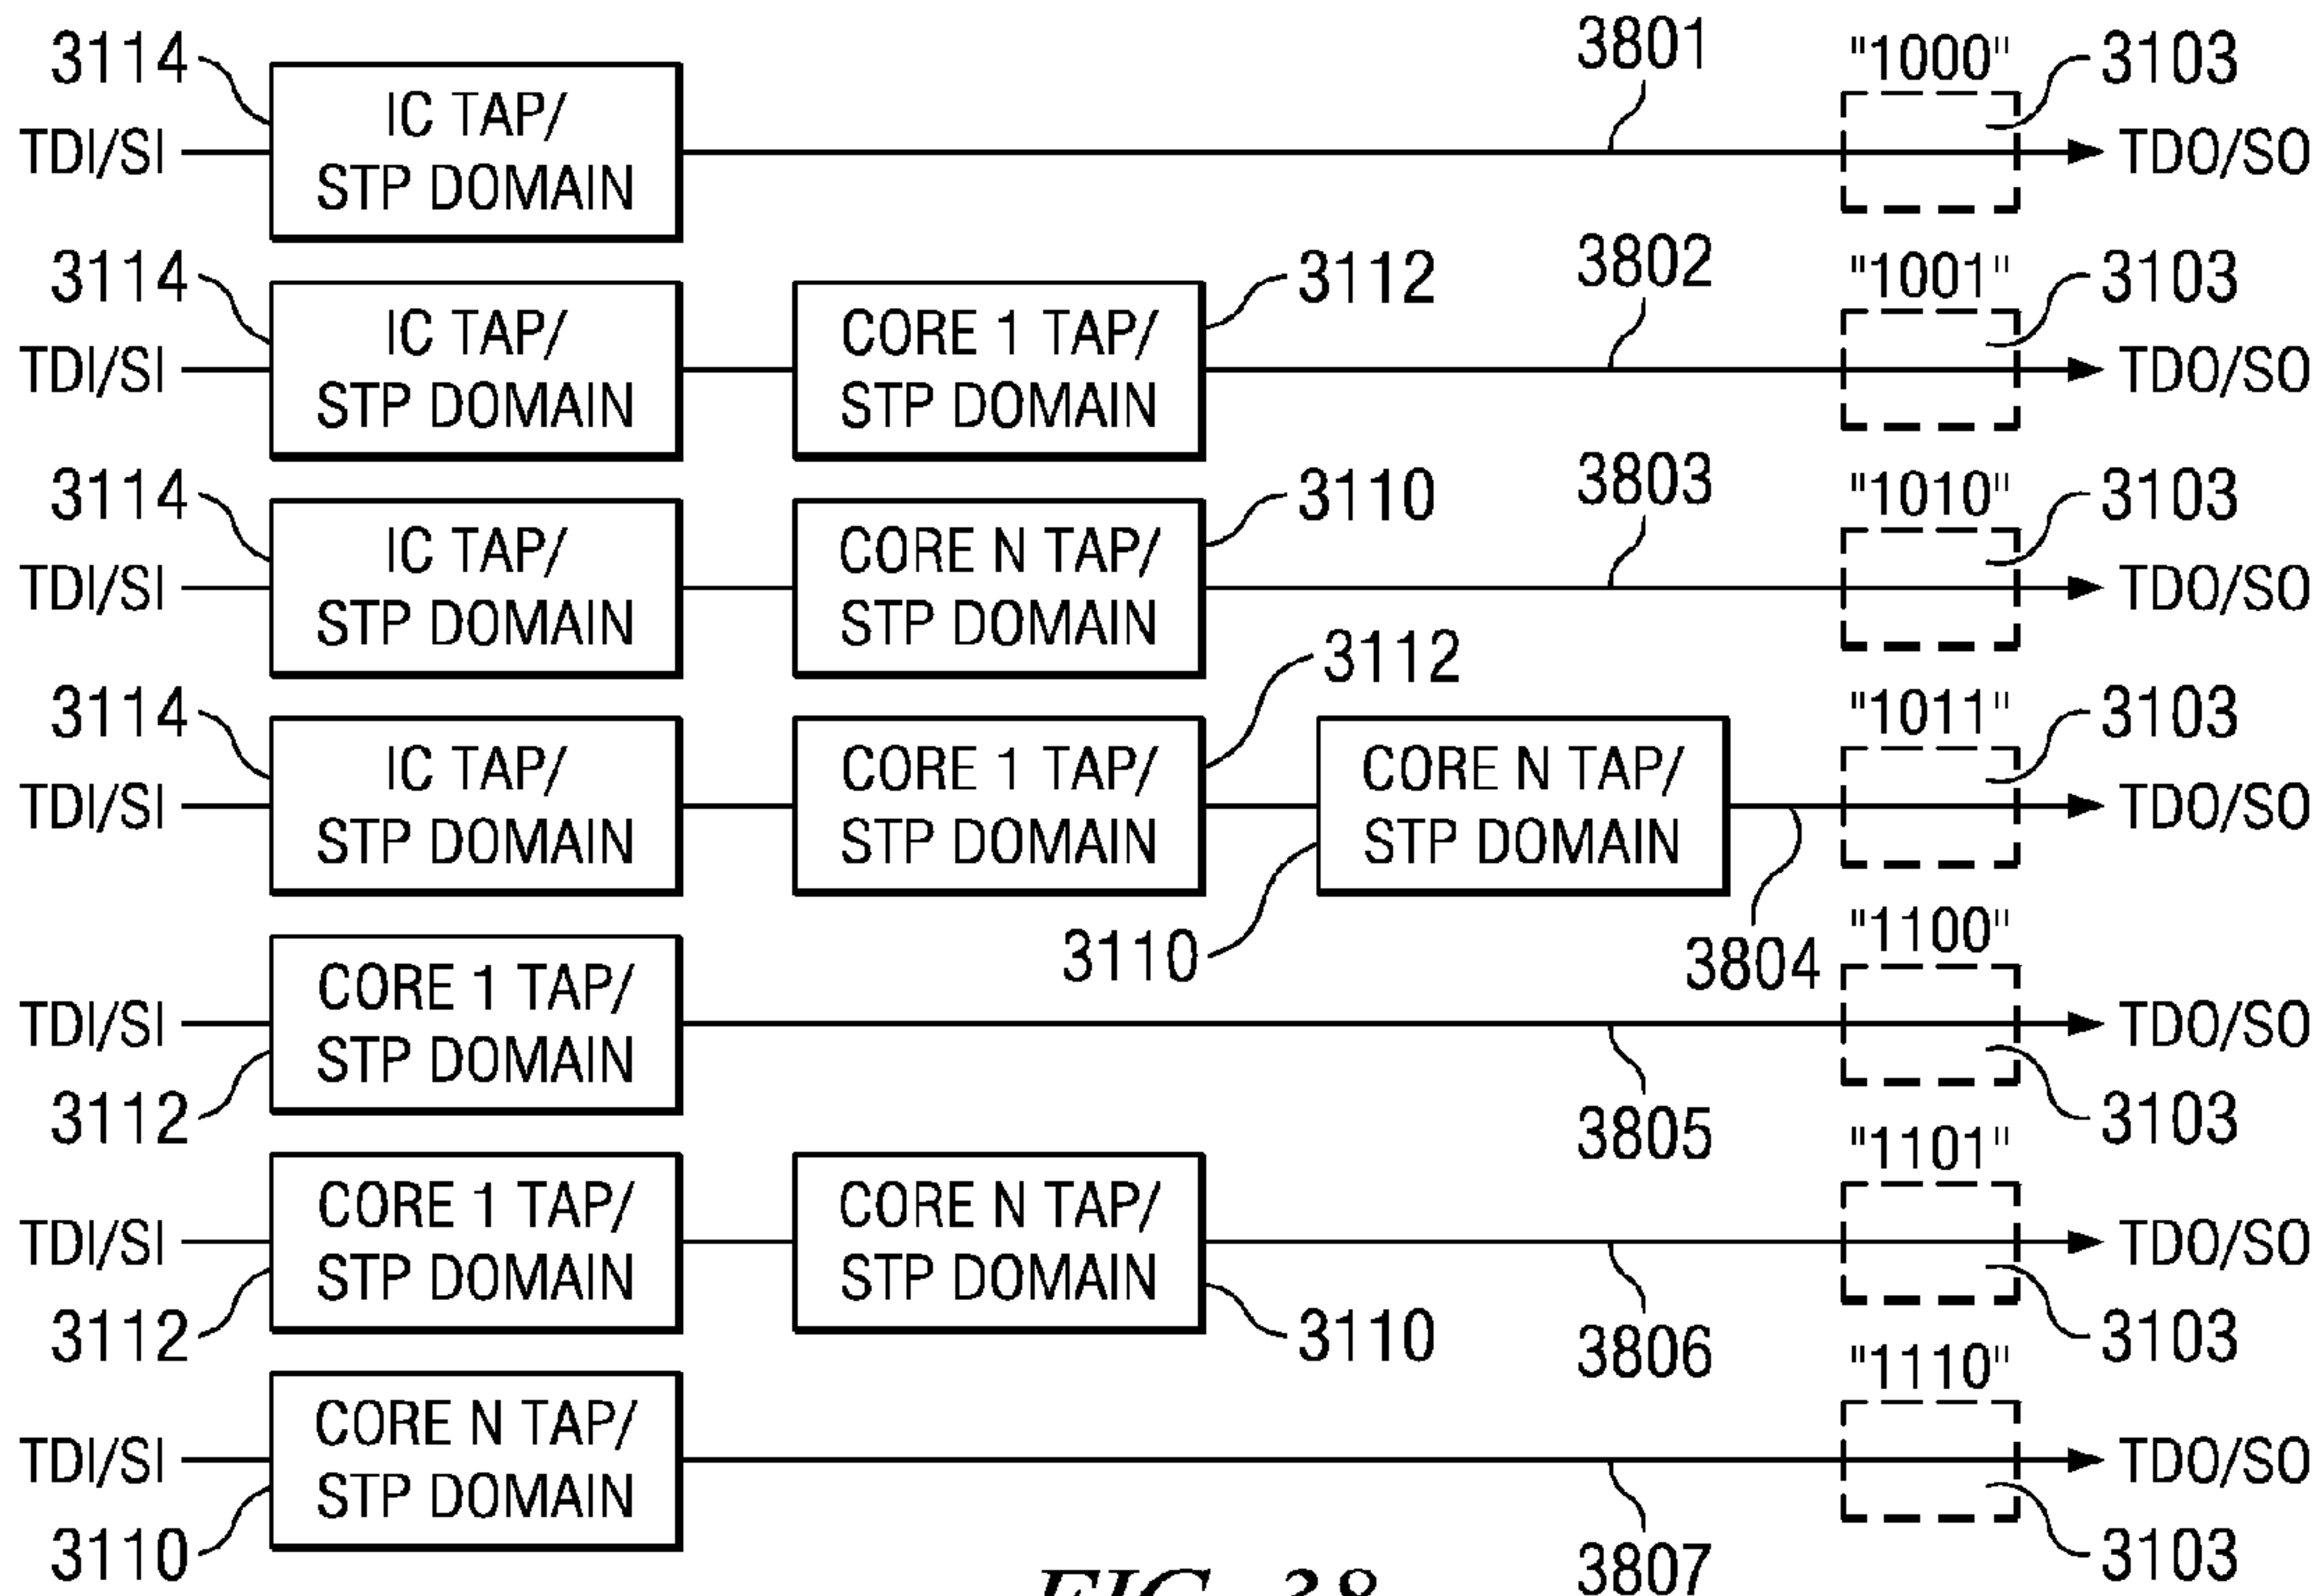 3801
"1000"
3114
3103
IC TAP/
STP DOMAIN
TDI/SI
TDO/SO
3802
"1001"
3114
3112
3103
IC TAP/
STP DOMAIN
CORE 1 TAP/
STP DOMAIN
TDI/SI
TDO/SO
3803
"1010"
3114
3110
3103
IC TAP/
STP DOMAIN
CORE N TAP/
STP DOMAIN
TDI/SI
TDO/SO
3112
"1011"
3114
3103
IC TAP/
STP DOMAIN
CORE 1 TAP/
STP DOMAIN
CORE N TAP/
STP DOMAIN
TDI/SI
TDO/SO
3110
3804
"1100"
CORE 1 TAP/
STP DOMAIN
TDI/SI
TDO/SO
3112
3805
3103
"1101"
CORE 1 TAP/
STP DOMAIN
CORE N TAP/
STP DOMAIN
TDI/SI
TDO/SO
3112
3110
3806
3103
"1110"
CORE N TAP/
STP DOMAIN
TDI/SI
TDO/SO
3110
3807
3103
FIG. 38